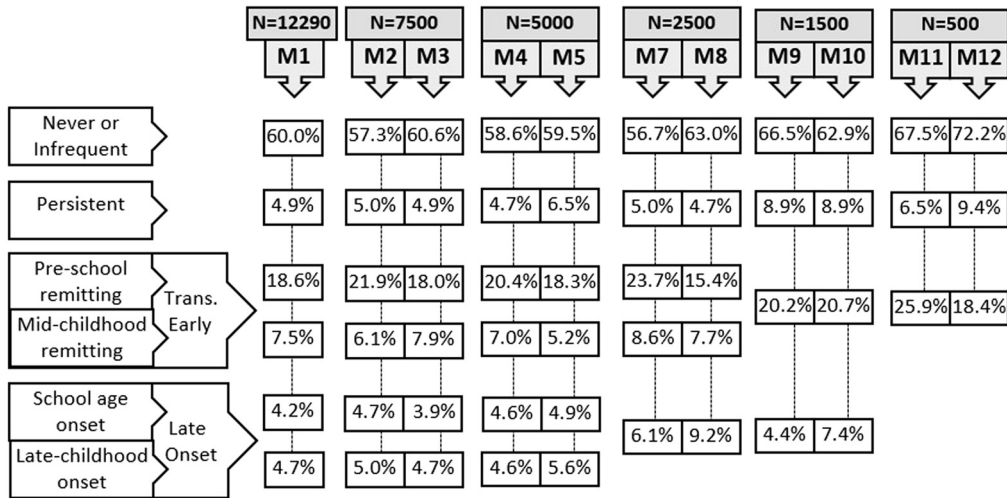 N=12290 N=7500 N=5000 N=2500 N=1500 N=500
M1 M2 M3 M4 M5 M7 M8 M9 M10 M11 M12
Never or
Infrequent
60.0% 57.3% 60.6% 58.6% 59.5% 56.7% 63.0% 66.5% 62.9% 67.5% 72.2%
Persistent 4.9% 5.0% 4.9% 4.7% 6.5% 5.0% 4.7% 8.9% 8.9% 6.5% 9.4%
Pre-school
remitting
18.6% 21.9% 18.0% 20.4% 18.3% 23.7% 15.4%
Trans.
Early
20.2% 20.7% 25.9% 18.4%
Mid-childhood
remitting
7.5% 6.1% 7.9% 7.0% 5.2% 8.6% 7.7%
School age
onset
4.2% 4.7% 3.9% 4.6% 4.9%
Late
Onset
6.1% 9.2% 4.4% 7.4%
Late-childhood
onset
4.7% 5.0% 4.7% 4.6% 5.6%